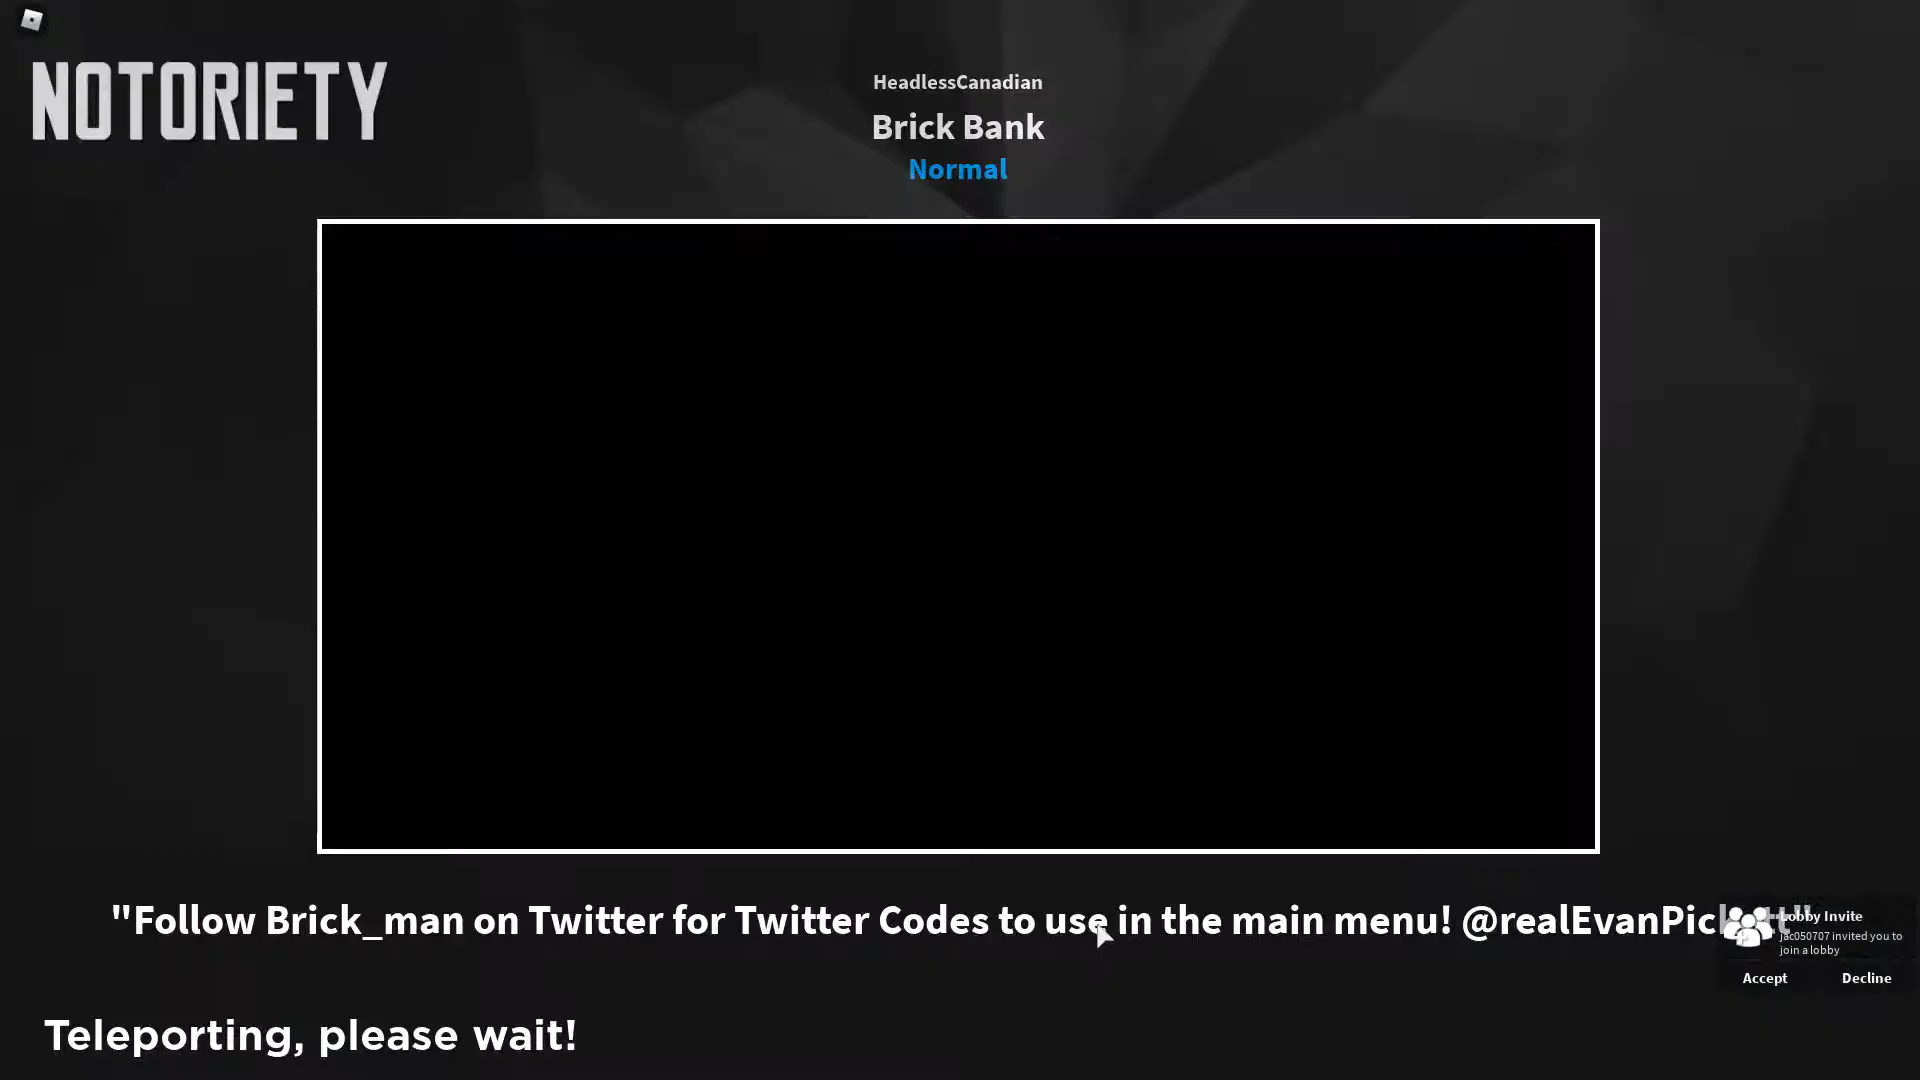 NOTORIETY
HeadlessCanadian
Brick Bank
Normal
"Follow Brick_man on Twitter for Twitter Codes to use in the main menu! @realEvanPic
Lobby Invite
jac050707 invited you to
join a lobby
Accept Decline
Teleporting, please wait!